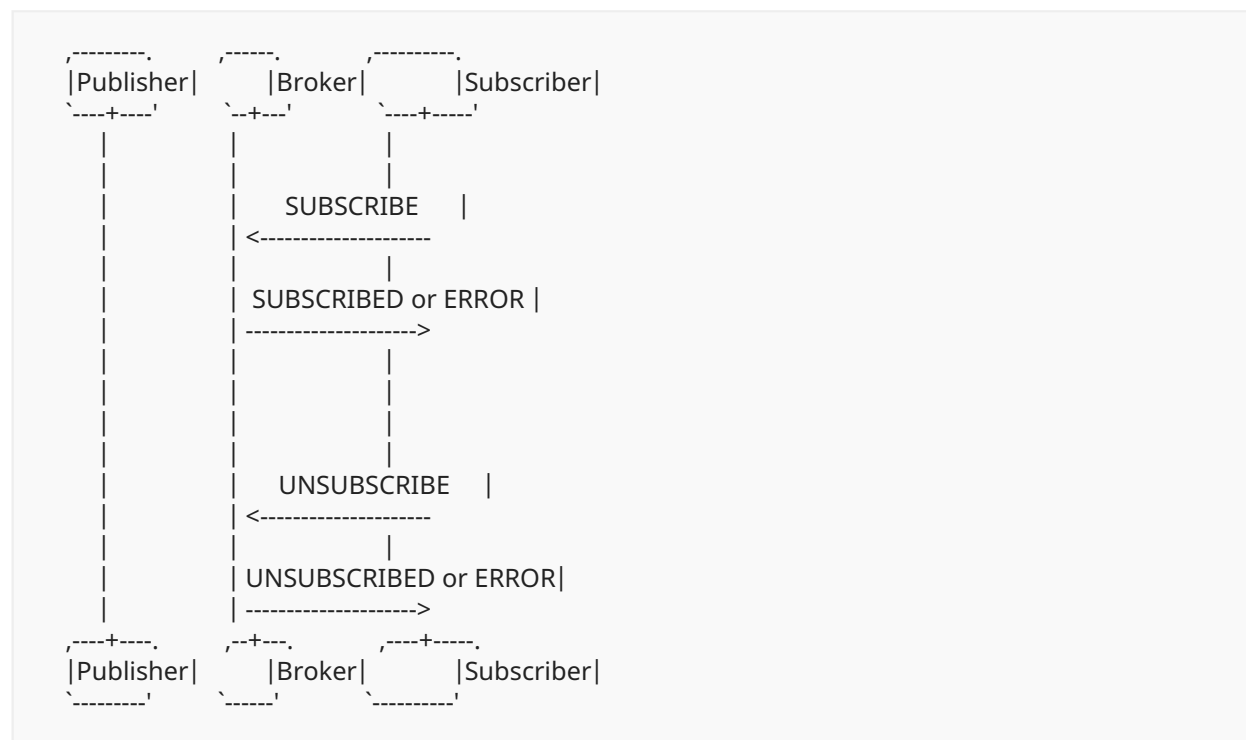 ,---------.          ,------.             ,----------.
|Publisher|          |Broker|             |Subscriber|
`----+----'          `--+---'             `----+-----'
     |                  |                      |
     |                  |                      |
     |                  |       SUBSCRIBE      |
     |                  | <---------------------
     |                  |                      |
     |                  | SUBSCRIBED or ERROR |
     |                  | --------------------->
     |                  |                      |
     |                  |                      |
     |                  |                      |
     |                  |                      |
     |                  |      UNSUBSCRIBE     |
     |                  | <---------------------
     |                  |                      |
     |                  | UNSUBSCRIBED or ERROR|
     |                  | --------------------->
,----+----.          ,--+---.             ,----+-----.
|Publisher|          |Broker|             |Subscriber|
`---------'          `------'             `----------'